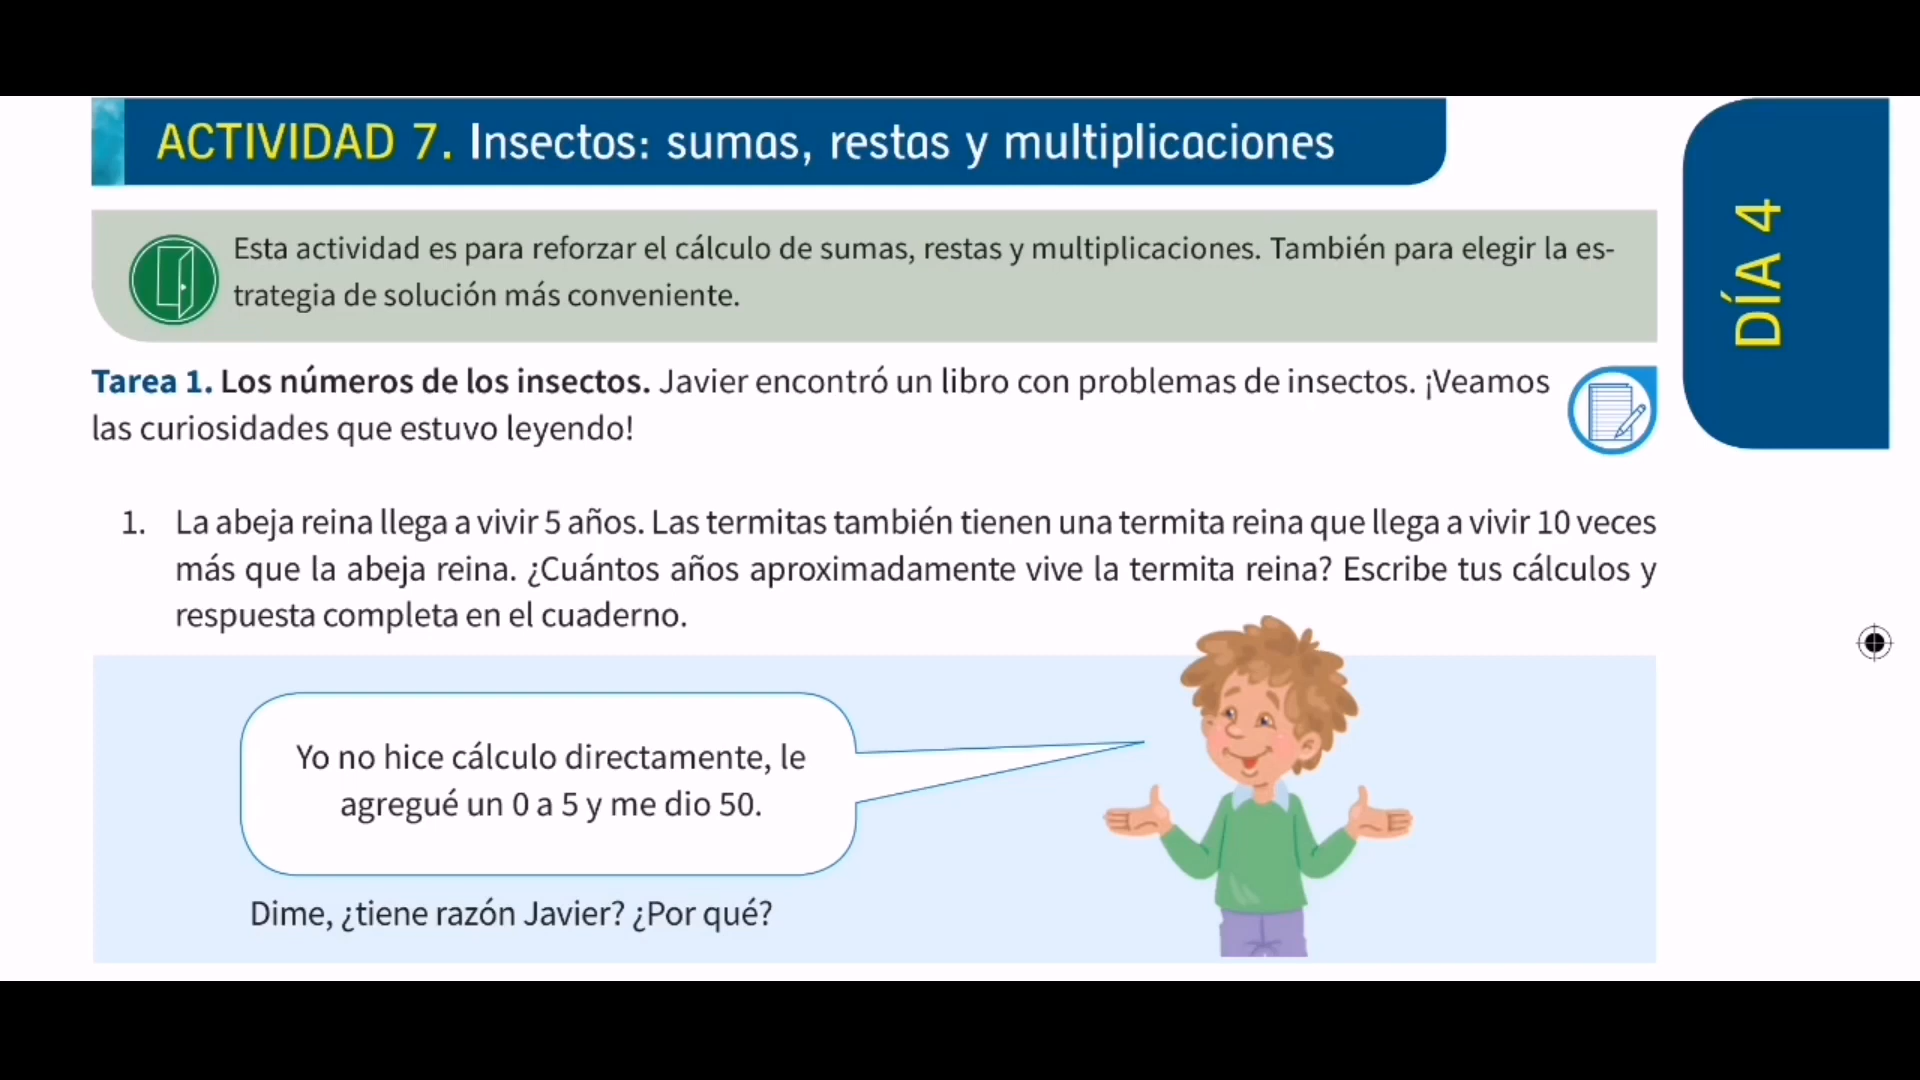 ACTIVIDAD 7. Insectos: sumas, restas y multiplicaciones
DÍA 4
Esta actividad es para reforzar el cálculo de sumas, restas y multiplicaciones. También para elegir la es-
trategia de solución más conveniente.
Tarea 1. Los números de los insectos. Javier encontró un libro con problemas de insectos. ¡Veamos
las curiosidades que estuvo leyendo!
1. La abeja reina llega a vivir 5 años. Las termitas también tienen una termita reina que llega a vivir 10 veces
más que la abeja reina. ¿Cuántos años aproximadamente vive la termita reina? Escribe tus cálculos y
respuesta completa en el cuaderno.
Yo no hice cálculo directamente, le
agregué un 0 a 5 y me dio 50.
Dime, ¿tiene razón Javier? ¿Por qué?